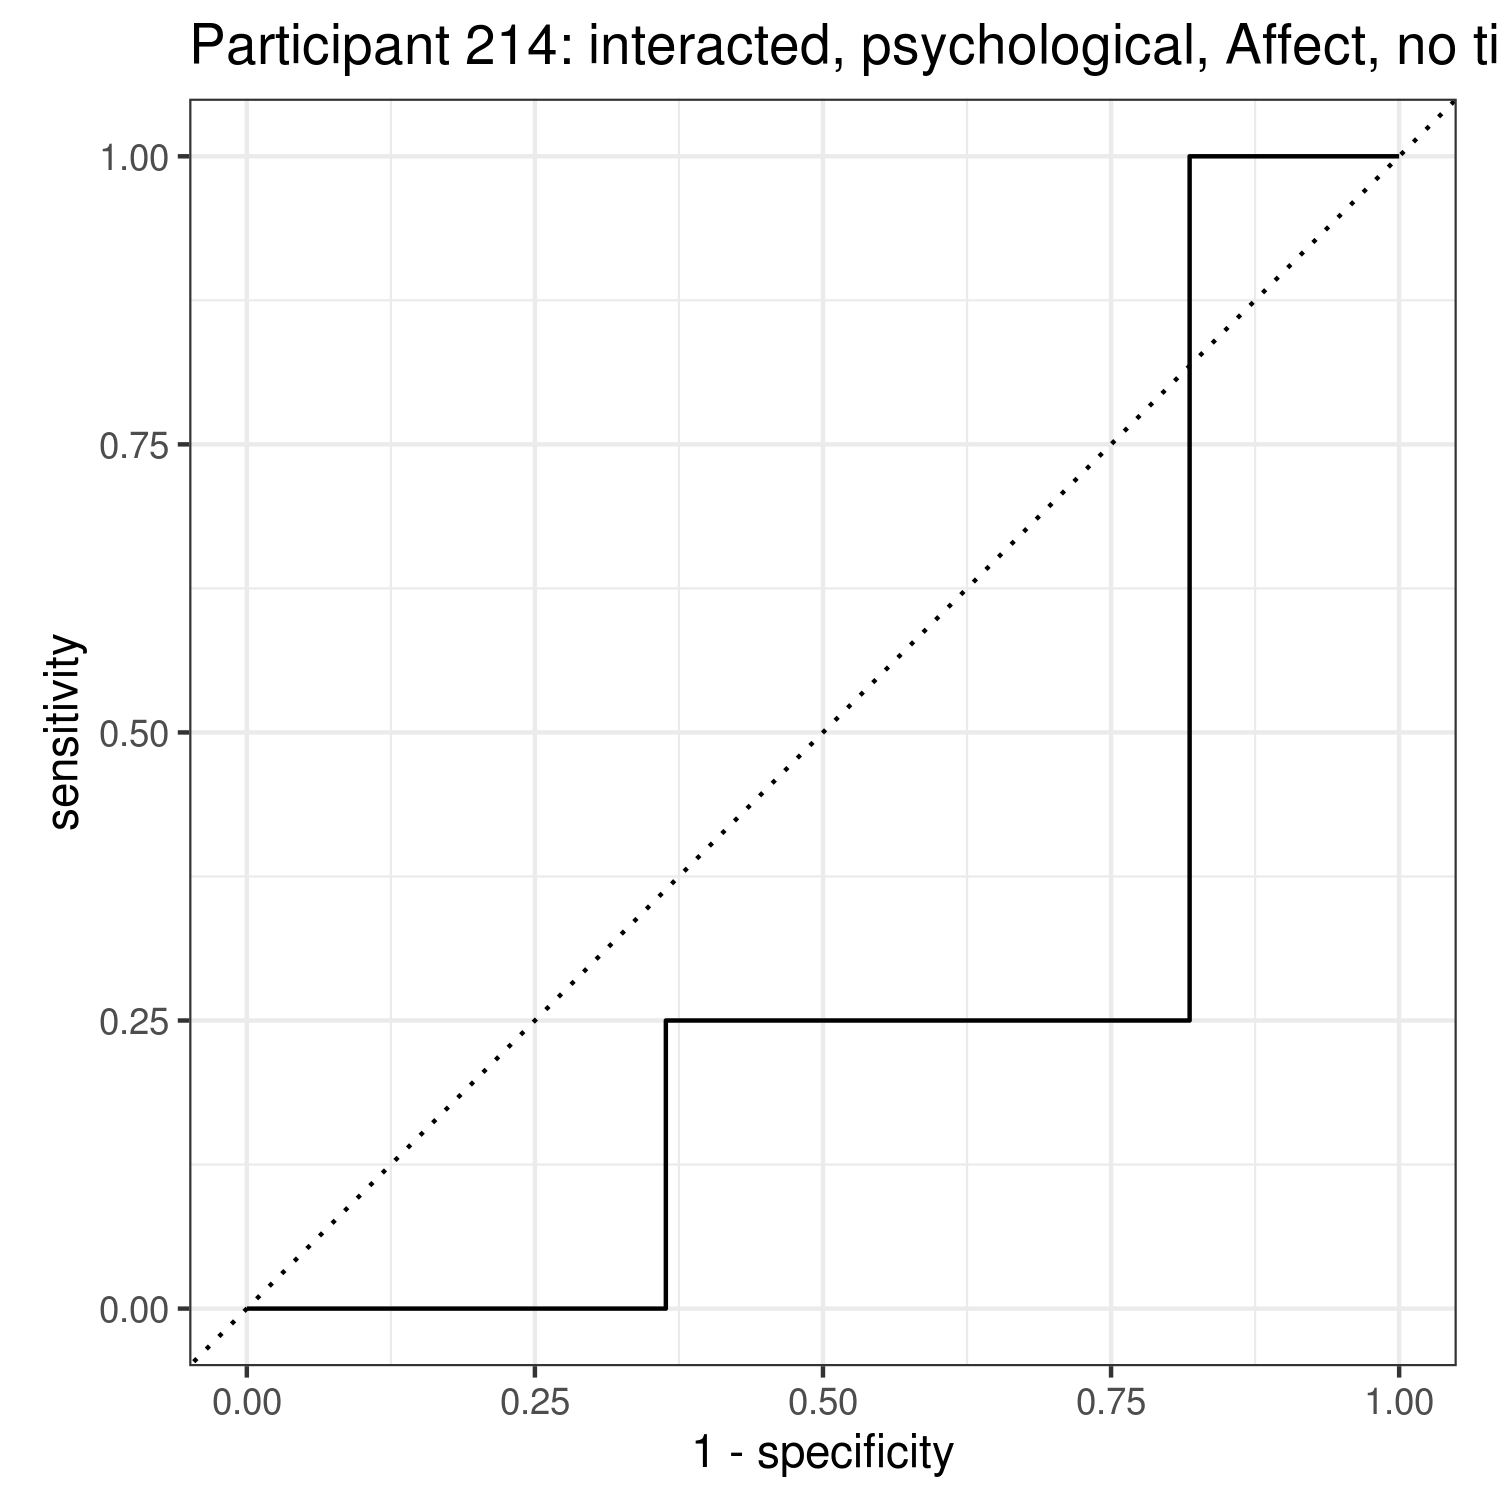 Participant 214: interacted, psychological, Affect, no ti
1.00
0.75
0.50
0.25
0.00
sensitivity
0.00 0.25 0.50 0.75 1.00
1 - specificity